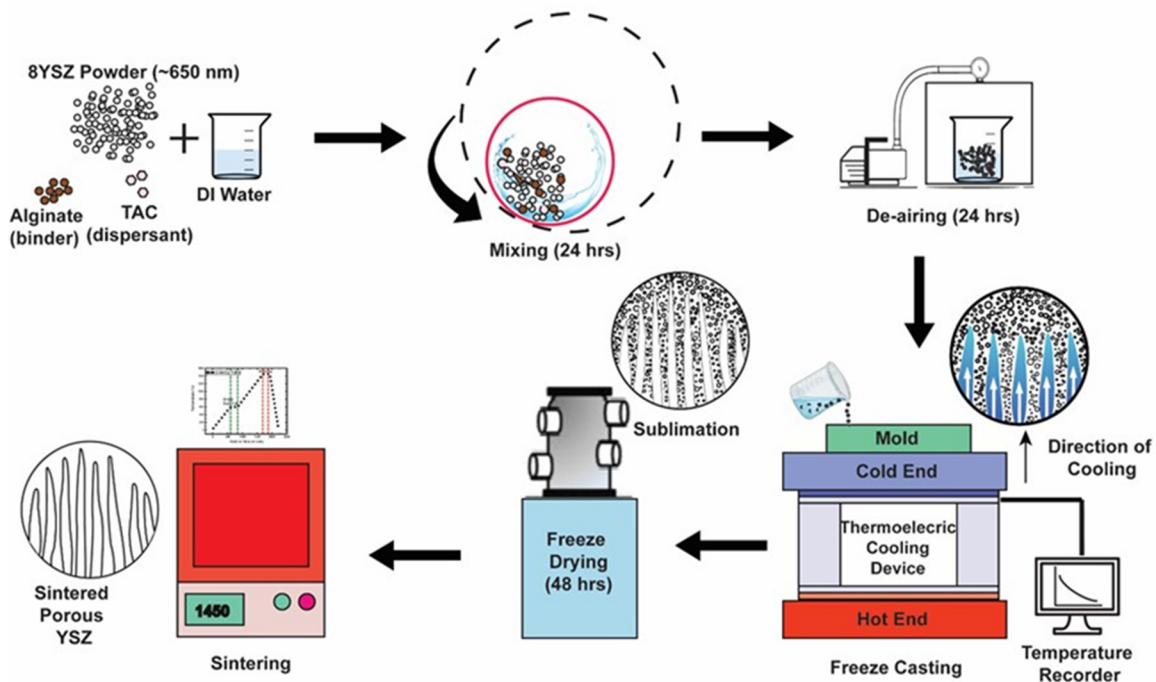 8YSZ Powder (~650 nm)
DI Water
Alginate
(binder)
TAC
(dispersant)
Mixing (24 hrs)
De-airing (24 hrs)
Direction of
Cooling
Mold
Cold End
Thermoelecric
Cooling
Device
Hot End
Freeze Casting
Temperature
Recorder
Sublimation
Freeze
Drying
(48 hrs)
1450
Sintering
Sintered
Porous
YSZ